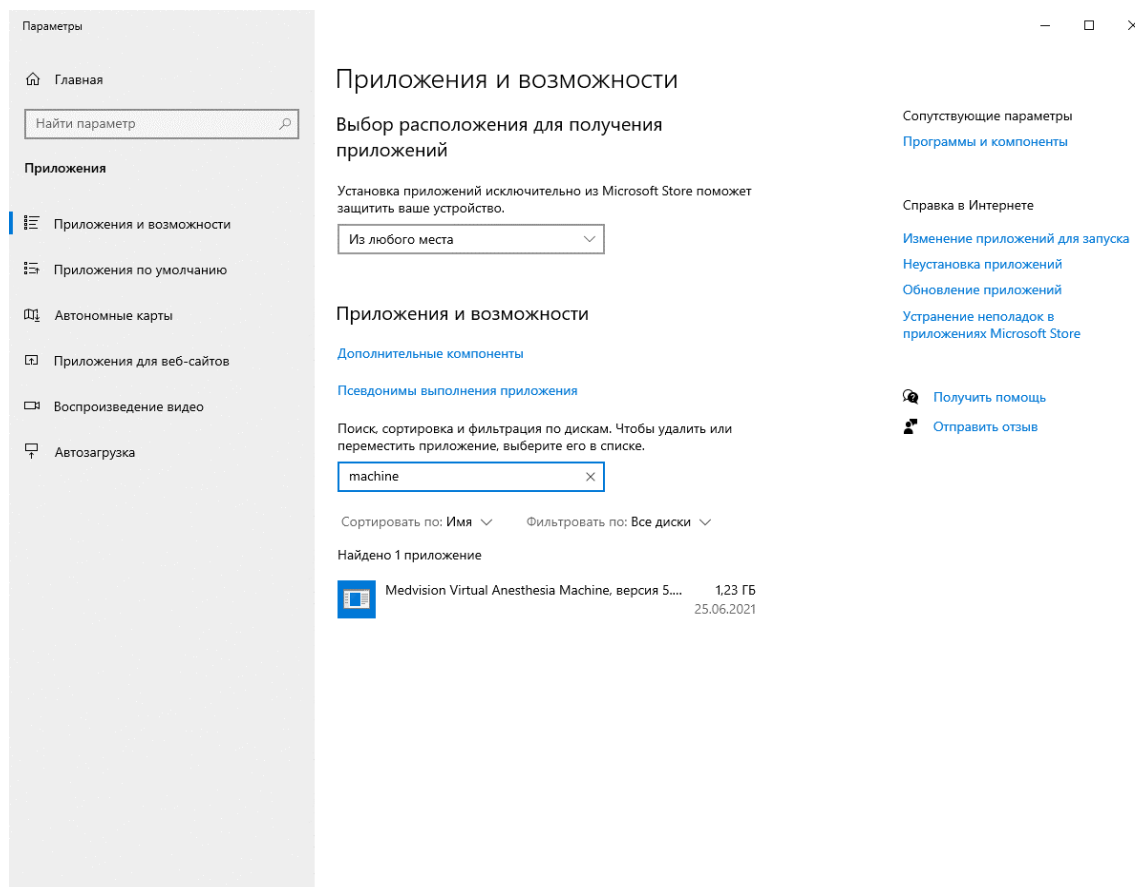 Параметры
Главная
Найти параметр
Приложения
Приложения и возможности
Приложения по умолчанию
Автономные карты
Приложения для веб-сайтов
Воспроизведение видео
Автозагрузка
Приложения и возможности
Выбор расположения для получения
приложений
Установка приложений исключительно из Microsoft Store поможет
защитить ваше устройство.
Из любого места
Приложения и возможности
Дополнительные компоненты
Псевдонимы выполнения приложения
Поиск, сортировка и фильтрация по дискам. Чтобы удалить или
переместить приложение, выберите его в списке.
machine
Сортировать по: Имя
Фильтровать по: Все диски
Найдено 1 приложение
Medvision Virtual Anesthesia Machine, версия 5....
1,23 ГБ
25.06.2021
Сопутствующие параметры
Программы и компоненты
Справка в Интернете
Изменение приложений для запуска
Неустановка приложений
Обновление приложений
Устранение неполадок в
приложениях Microsoft Store
Получить помощь
Отправить отзыв